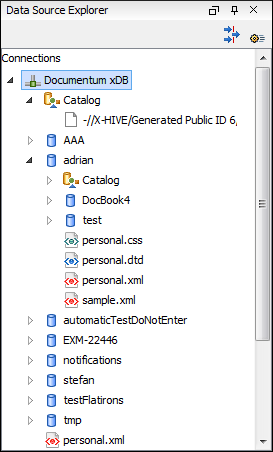 Data Source Explorer
Connections
Documentum xDB
Catalog
-//X-HIVE/Generated Public ID 6,
AAA
adrian
Catalog
DocBook4
test
personal.css
personal.dtd
personal.xml
sample.xml
automaticTestDoNotEnter
EXM-22446
notifications
stefan
testFlatirons
tmp
personal.xml